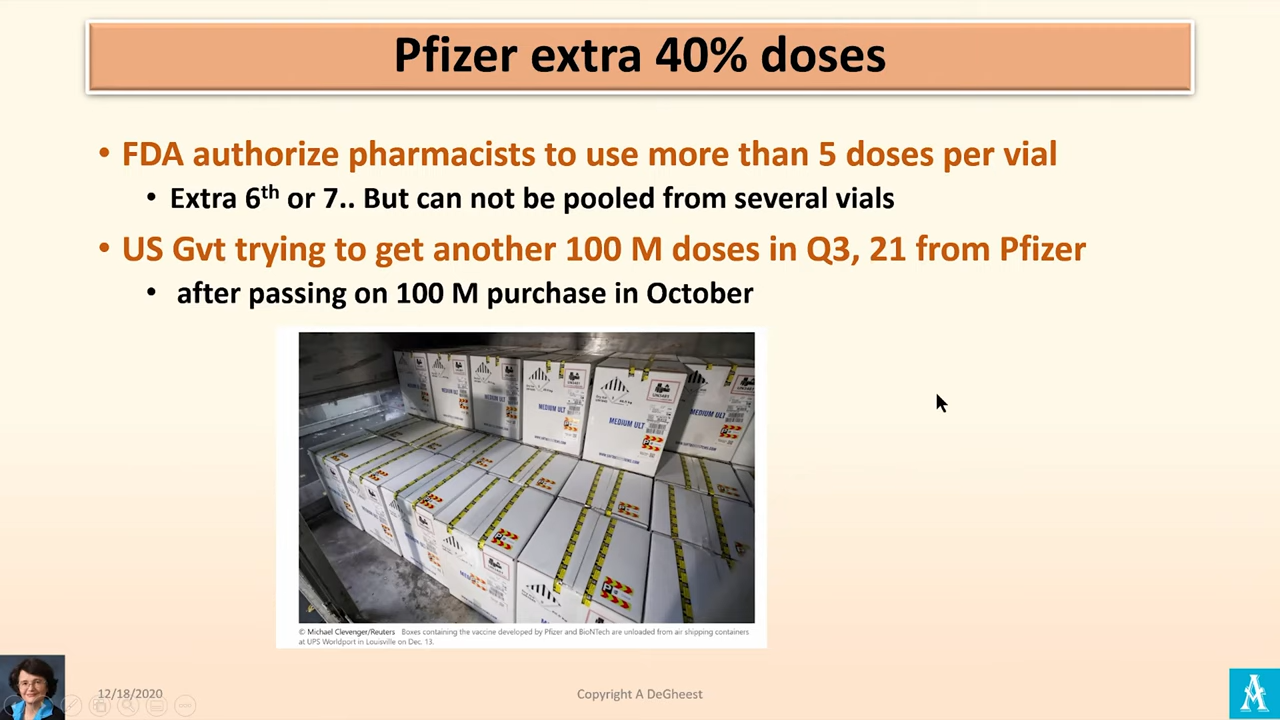 Pfizer extra 40% doses
• FDA authorize pharmacists to use more than 5 doses per vial
• Extra 6th or 7.. But can not be pooled from several vials
• US Gvt trying to get another 100 M doses in Q3, 21 from Pfizer
• after passing on 100 M purchase in October
MEDIUM ULT
MEDIUM ULT
MEDIUM ULT
MEDIUM ULT
© Michael Clevenger/Reuters Boxes containing the vaccine developed by Pfizer and BioNTech are unloaded from air shipping containers
at UPS Worldport in Louisville on Dec. 13.
12/18/2020
Copyright A DeGheest